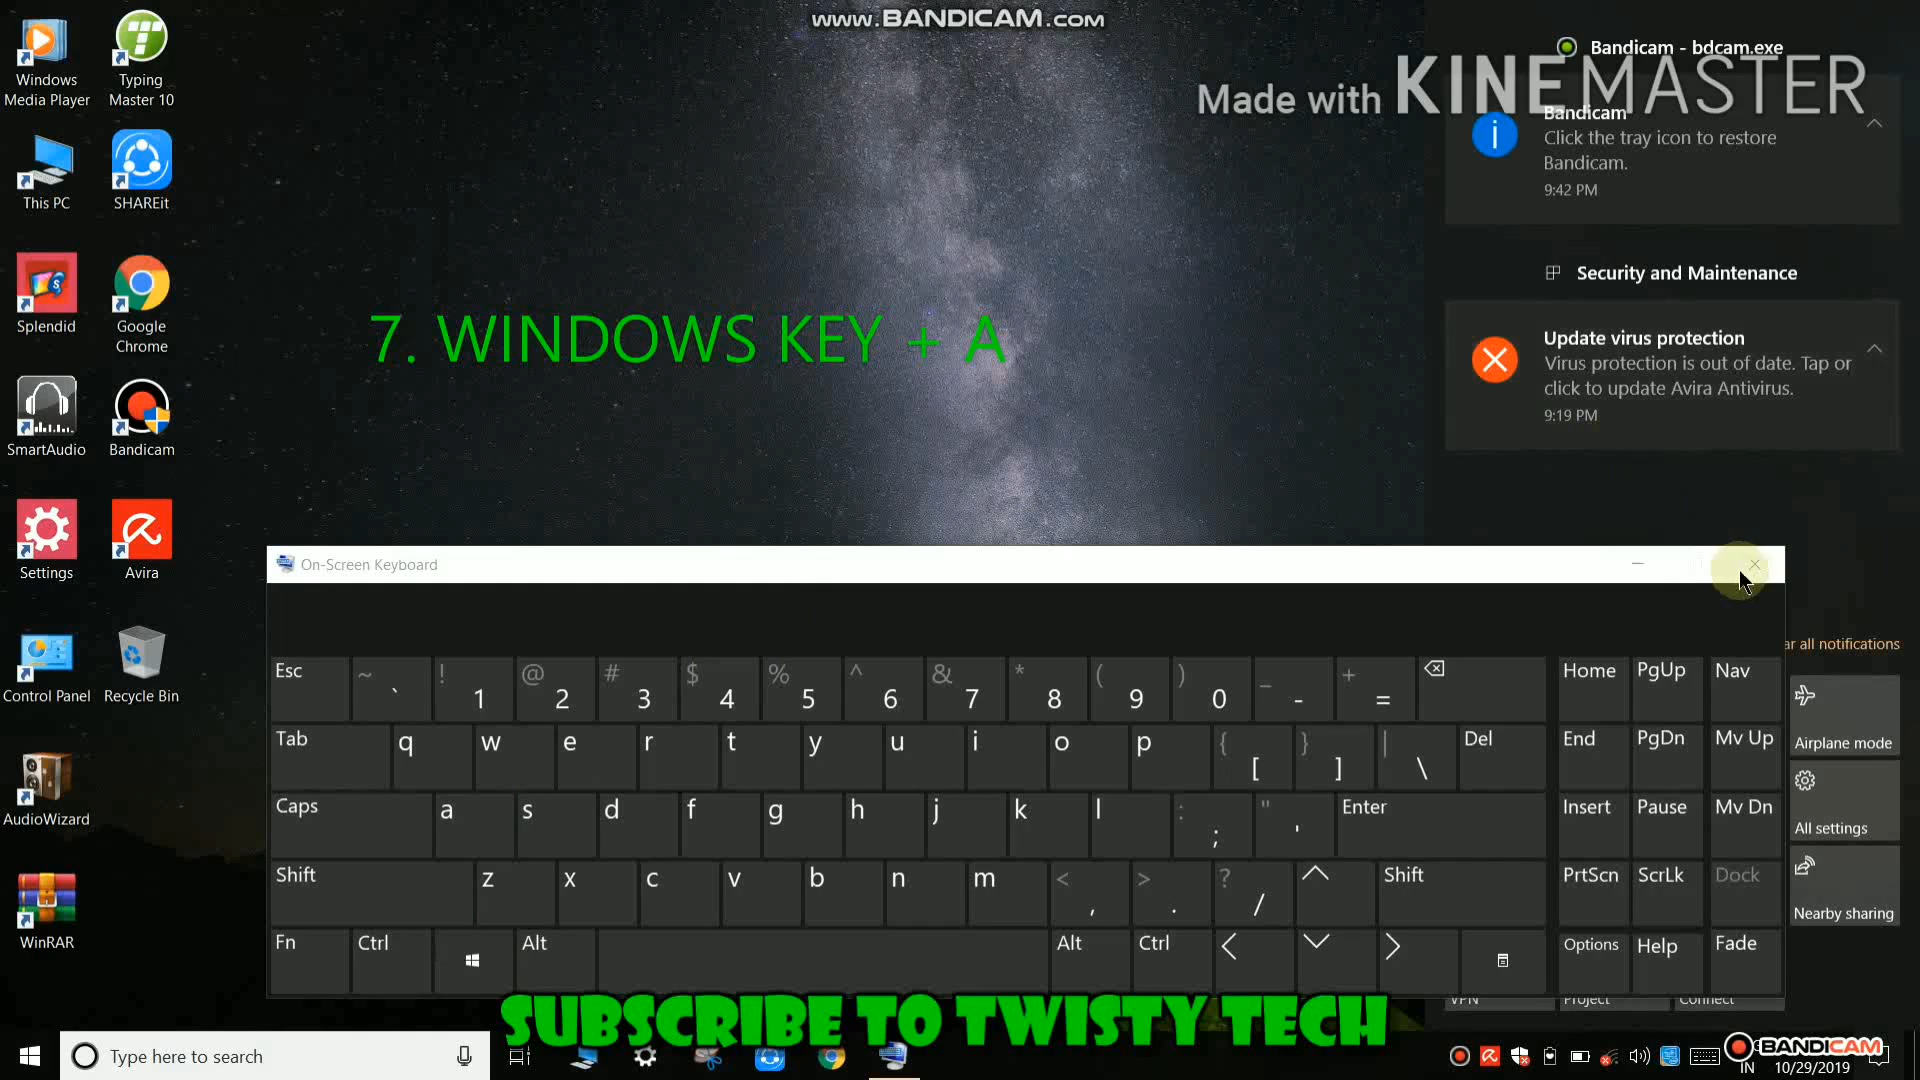 www.BANDICAM.com
Made with KINEMASTER
Windows
Media Player
Typing
Master 10
This PC
SHAREit
Splendid
Google
Chrome
SmartAudio
Bandicam
Settings
Avira
Control Panel
Recycle Bin
AudioWizard
WinRAR
7. WINDOWS KEY + A
Bandicam - bdcam.exe
Bandicam
Click the tray icon to restore
Bandicam.
9:42 PM
Security and Maintenance
Update virus protection
Virus protection is out of date. Tap or
click to update Avira Antivirus.
9:19 PM
On-Screen Keyboard
ar all notifications
Esc ~ ` ! 1 @ 2 # 3 $ 4 % 5 ^ 6 & 7 * 8 ( 9 ) 0 _ - + = Home PgUp Nav
Tab q w e r t y u i o p { [ } ] | \ Del End PgDn Mv Up
Caps a s d f g h j k l : ; " ' Enter Insert Pause Mv Dn
Shift z x c v b n m < , > . ? / Shift PrtScn ScrLk Dock
Fn Ctrl Alt Alt Ctrl Options Help Fade
Airplane mode
All settings
Nearby sharing
VPN Project Connect
SUBSCRIBE TO TWISTY TECH
Type here to search
BANDICAM
IN 10/29/2019